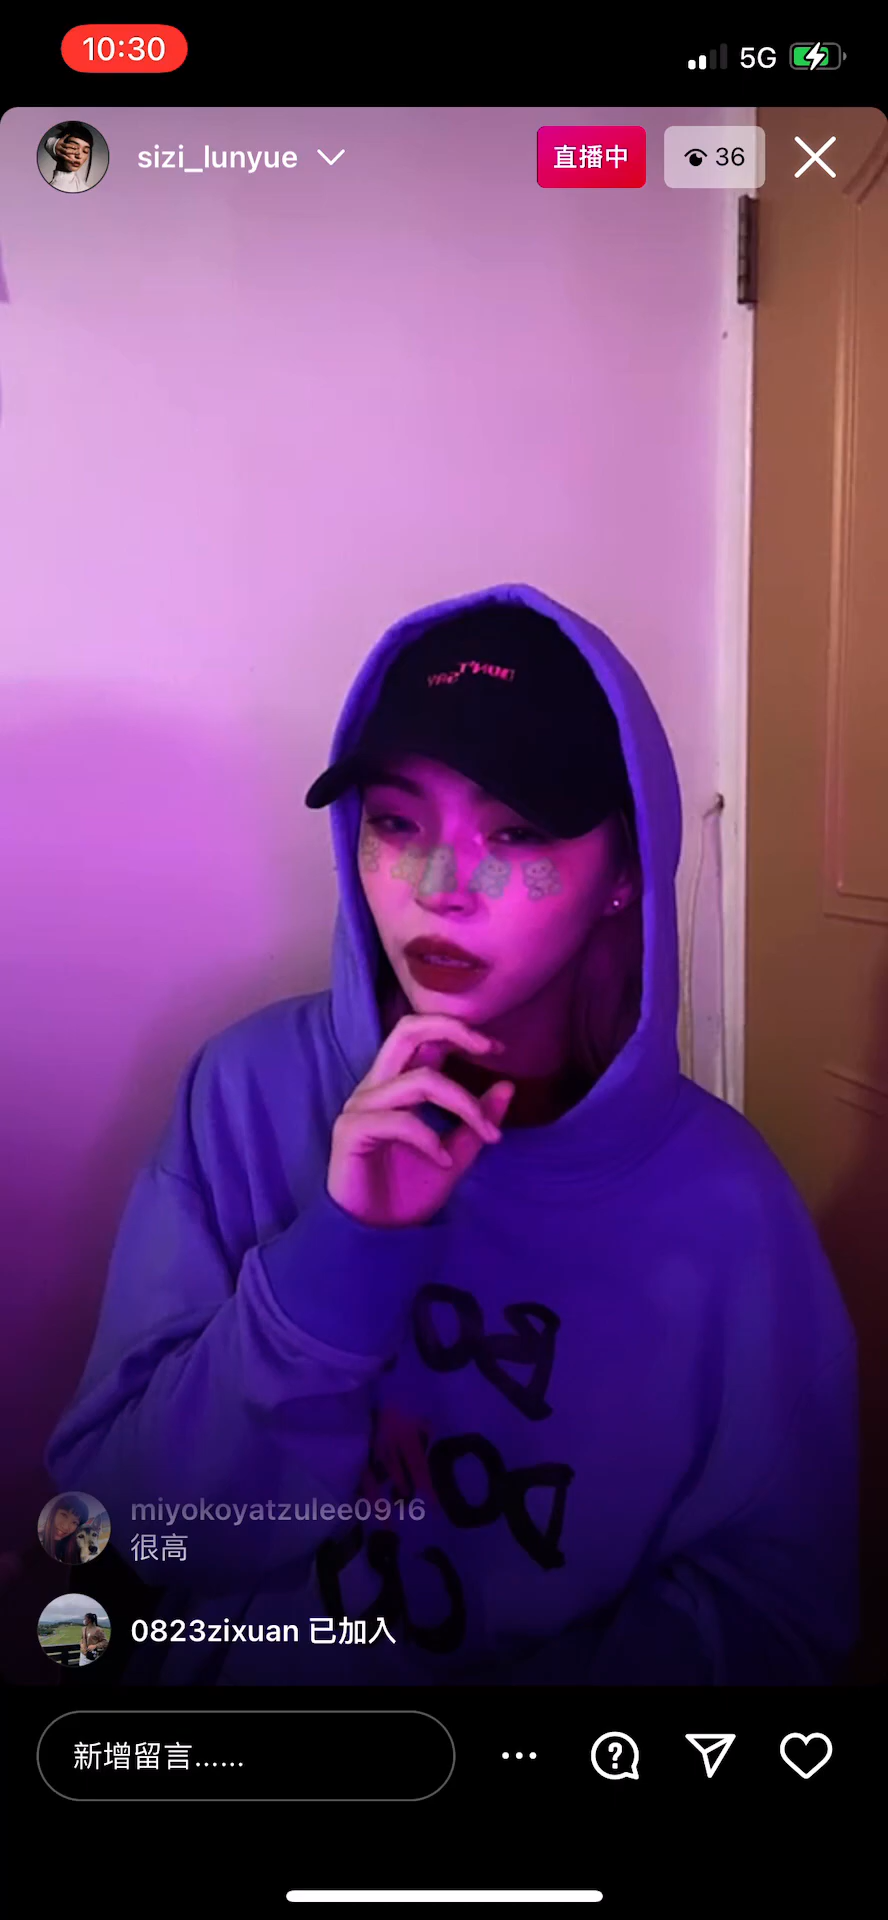 10:30
5G
sizi_lunyue
直播中
36
miyokoyatzulee0916
很高
0823zixuan 已加入
新增留言......